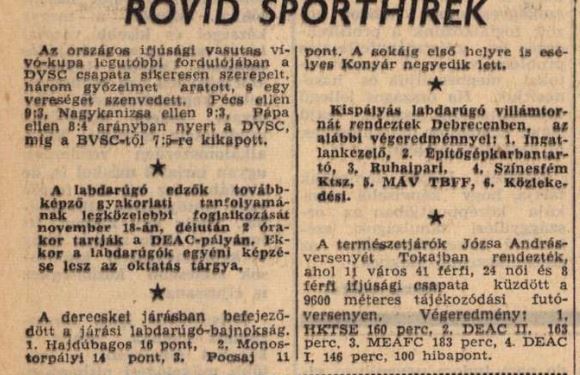 RÖVID SPORTHÍREK
Az országos ifjúsági vasutas ví-
vó-kupa legutóbbi fordulójában a
DVSC csapata sikeresen szerepelt,
három győzelmet aratott, s egy
vereséget szenvedett. Pécs ellen
9:3, Nagykanizsa ellen 9:3, Pápa
ellen 8:4 arányban nyert a DVSC,
míg a BVSC-től 7:5-re kikapott.
★
A labdarúgó edzők tovább-
képző gyakorlati tanfolyamá-
nak legközelebbi foglalkozását
november 18-án, délután 2 óra-
kor tartják a DEAC-pályán. Ek-
kor a labdarúgók egyéni képzé-
se lesz az oktatás tárgya.
★
A derecskei járásban befejező-
dött a járási labdarúgó-bajnokság.
1. Hajdúbagos 16 pont, 2. Monos-
torpályi 14 pont, 3. Pocsaj 11
pont. A sokáig első helyre is esé-
lyes Konyár negyedik lett.
★
Kispályás labdarúgó villámtor-
nát rendeztek Debrecenben, az
alábbi végeredménnyel: 1. Ingat-
lankezelő, 2. Építőgépkarbantar-
tó, 3. Ruhaipari, 4. Színesfém
Ktsz, 5. MÁV TBFF, 6. Közleke-
dési.
★
A természetjárók Józsa András-
versenyét Tokajban rendezték,
ahol 11 város 41 férfi, 24 női és 8
férfi ifjúsági csapata küzdött a
9600 méteres tájékozódási futó-
versenyen. Végeredmény: 1.
HKTSE 160 perc, 2. DEAC II. 163
perc, 3. MEAFC 183 perc, 4. DEAC
I. 146 perc, 100 hibapont.